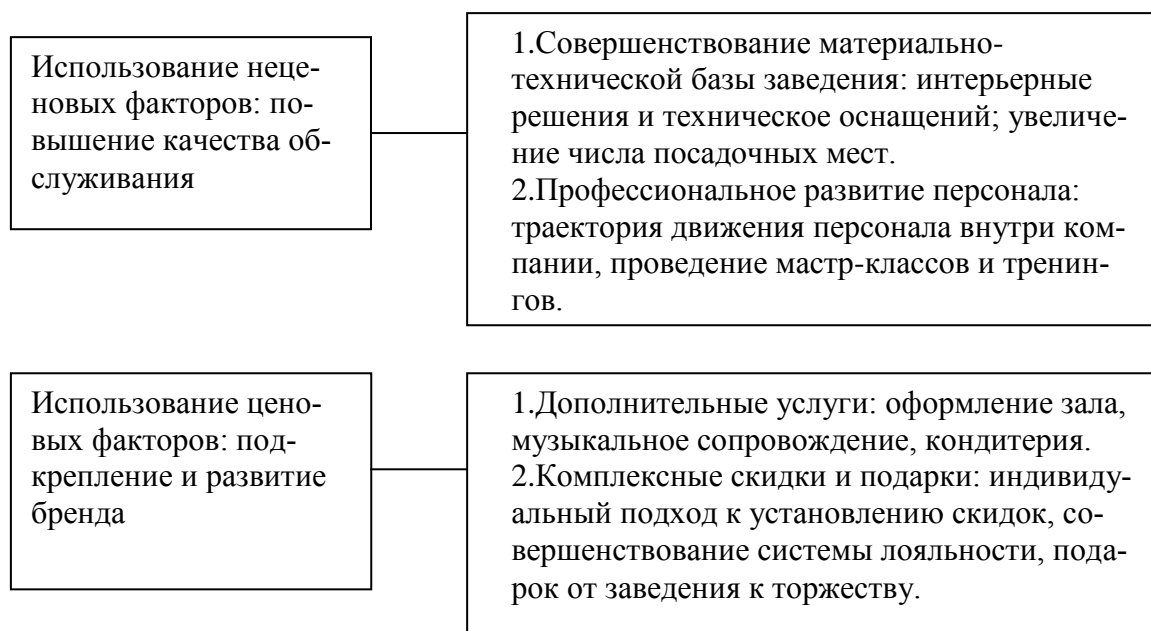 Использование неце-
новых факторов: по-
вышение качества об-
служивания
1.Совершенствование материально-
технической базы заведения: интерьерные
решения и техническое оснащений; увеличе-
ние числа посадочных мест.
2.Профессиональное развитие персонала:
траектория движения персонала внутри ком-
пании, проведение мастр-классов и тренин-
гов.
Использование цено-
вых факторов: под-
крепление и развитие
бренда
1.Дополнительные услуги: оформление зала,
музыкальное сопровождение, кондитерия.
2.Комплексные скидки и подарки: индивиду-
альный подход к установлению скидок, со-
вершенствование системы лояльности, пода-
рок от заведения к торжеству.